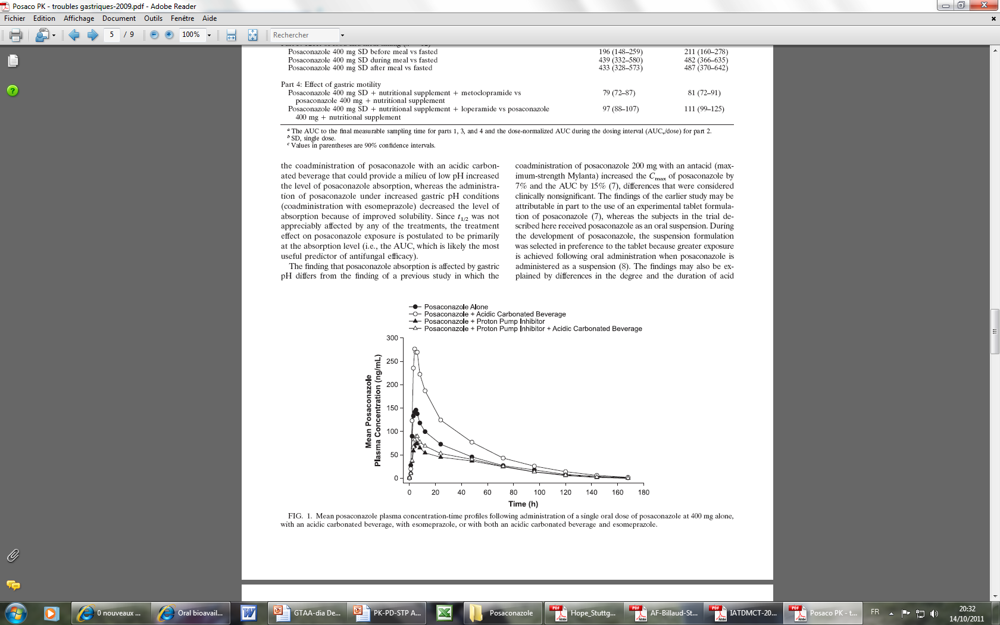 Posaco PK - troubles gastriques-2009.pdf - Adobe Reader
Fichier Edition Affichage Document Outils Fenêtre Aide
5 / 9 100% Rechercher
Posaconazole 400 mg SD before meal vs fasted 196 (148–259) 211 (160–278)
Posaconazole 400 mg SD during meal vs fasted 439 (332–580) 482 (366–635)
Posaconazole 400 mg SD after meal vs fasted 433 (328–573) 487 (370–642)
Part 4: Effect of gastric motility
Posaconazole 400 mg SD + nutritional supplement + metoclopramide vs 79 (72–87) 81 (72–91)
posaconazole 400 mg + nutritional supplement
Posaconazole 400 mg SD + nutritional supplement + loperamide vs posaconazole 97 (88–107) 111 (99–125)
400 mg + nutritional supplement
a The AUC to the final measurable sampling time for parts 1, 3, and 4 and the dose-normalized AUC during the dosing interval (AUCτ/dose) for part 2.
b SD, single dose.
c Values in parentheses are 90% confidence intervals.
the coadministration of posaconazole with an acidic carbon-
ated beverage that could provide a milieu of low pH increased
the level of posaconazole absorption, whereas the administra-
tion of posaconazole under increased gastric pH conditions
(coadministration with esomeprazole) decreased the level of
absorption because of improved solubility. Since t1/2 was not
appreciably affected by any of the treatments, the treatment
effect on posaconazole exposure is postulated to be primarily
at the absorption level (i.e., the AUC, which is likely the most
useful predictor of antifungal efficacy).
The finding that posaconazole absorption is affected by gastric
pH differs from the finding of a previous study in which the
coadministration of posaconazole 200 mg with an antacid (max-
imum-strength Mylanta) increased the Cmax of posaconazole by
7% and the AUC by 15% (7), differences that were considered
clinically nonsignificant. The findings of the earlier study may be
attributable in part to the use of an experimental tablet formula-
tion of posaconazole (7), whereas the subjects in the trial de-
scribed here received posaconazole as an oral suspension. During
the development of posaconazole, the suspension formulation
was selected in preference to the tablet because greater exposure
is achieved following oral administration when posaconazole is
administered as a suspension (8). The findings may also be ex-
plained by differences in the degree and the duration of acid
Posaconazole Alone
Posaconazole + Acidic Carbonated Beverage
Posaconazole + Proton Pump Inhibitor
Posaconazole + Proton Pump Inhibitor + Acidic Carbonated Beverage
Mean Posaconazole
Plasma Concentration (ng/mL)
300
250
200
150
100
50
0
0 20 40 60 80 100 120 140 160 180
Time (h)
FIG. 1. Mean posaconazole plasma concentration-time profiles following administration of a single oral dose of posaconazole at 400 mg alone,
with an acidic carbonated beverage, with esomeprazole, or with both an acidic carbonated beverage and esomeprazole.
0 nouveaux ... Oral bioavail... GTAA-dia De... PK-PD-STP A... Posaconazole Hope_Stuttg... AF-Billaud-St... IATDMCT-20... Posaco PK - t... FR 20:32
14/10/2011